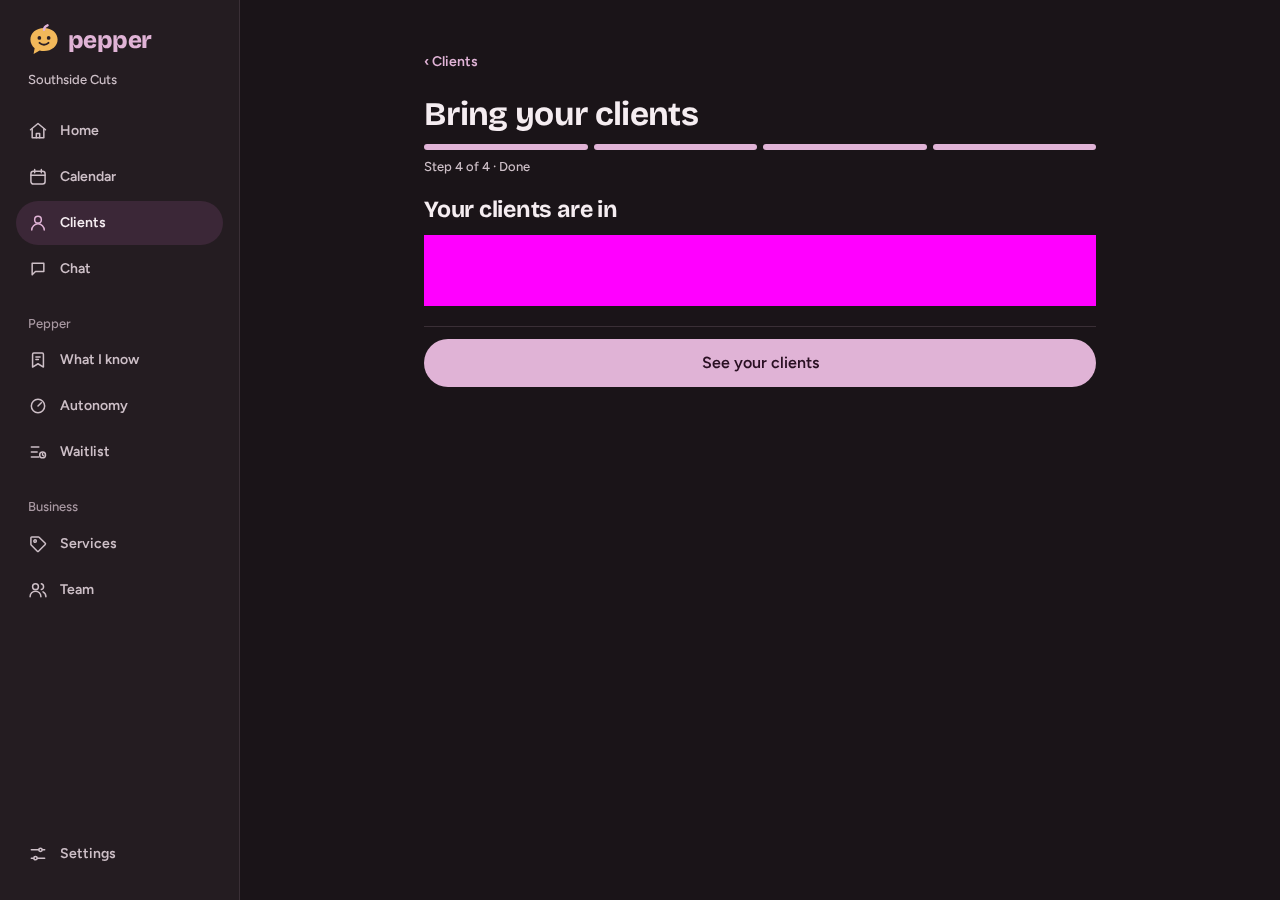 pepper
Southside Cuts
Home
Calendar
Clients
Chat
Pepper
What I know
Autonomy
Waitlist
Business
Services
Team
Settings
‹ Clients
Bring your clients
Step 4 of 4 · Done
Your clients are in
See your clients